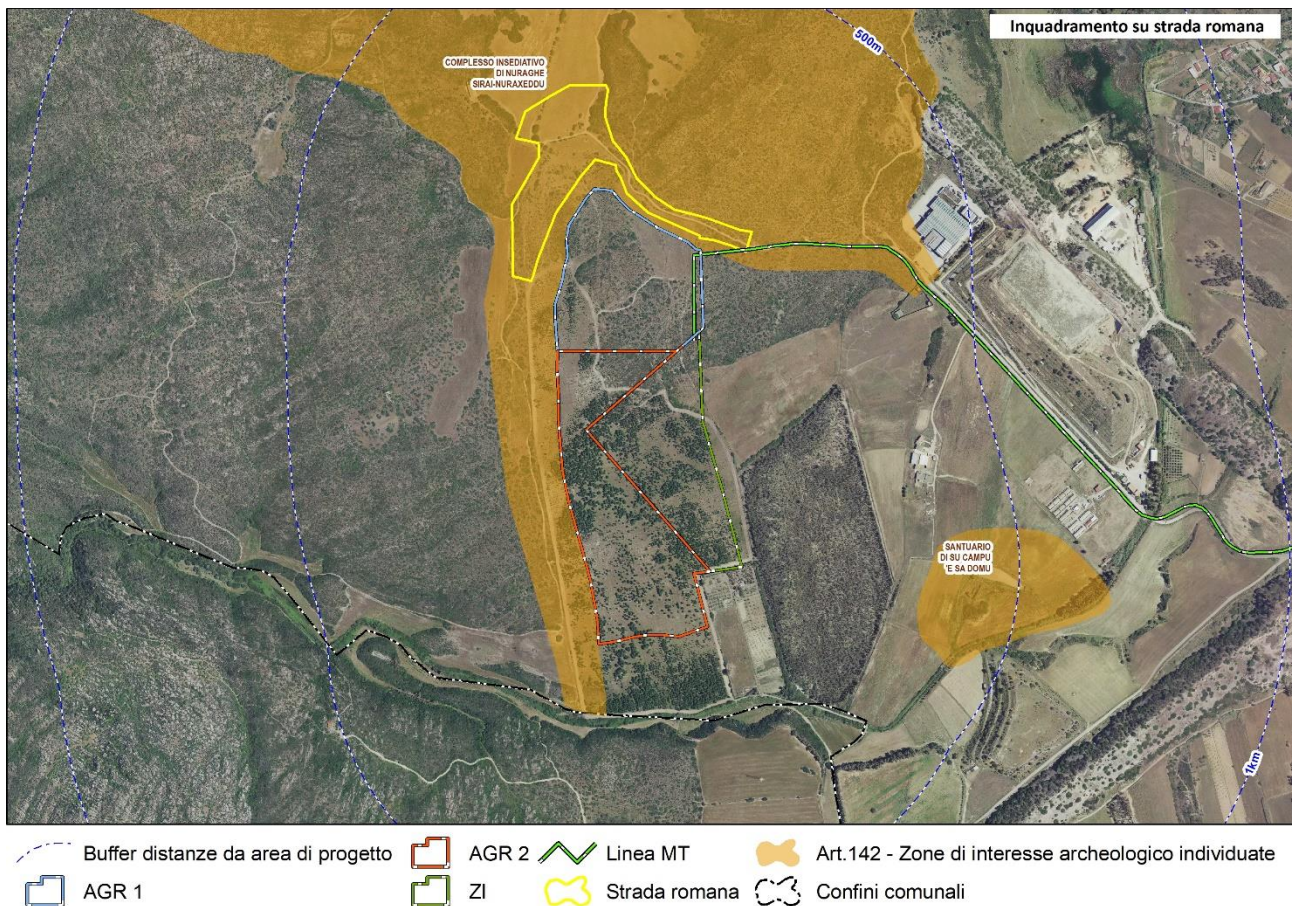 Inquadramento su strada romana
500m
COMPLESSO INSEDIATIVO
DI NURAGHE
SIRAI-NURAXEDDU
SANTUARIO
DI SU CAMPU
'E SA DOMU
1km
Buffer distanze da area di progetto
AGR 2
Linea MT
Art.142 - Zone di interesse archeologico individuate
AGR 1
ZI
Strada romana
Confini comunali